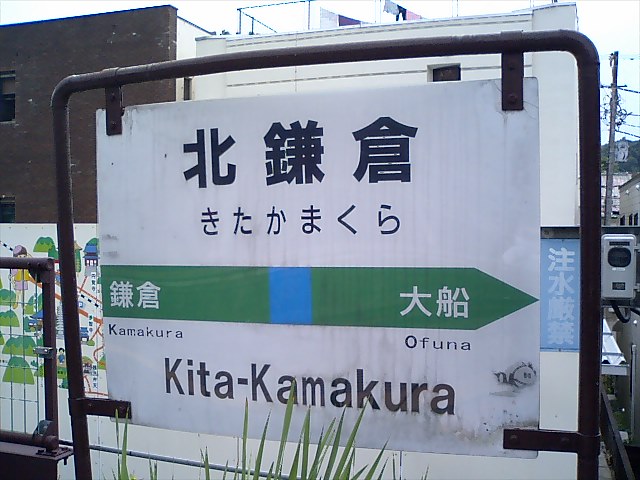 北鎌倉
きたかまくら
鎌倉 大船
Kamakura Ofuna
Kita-Kamakura
注水厳禁